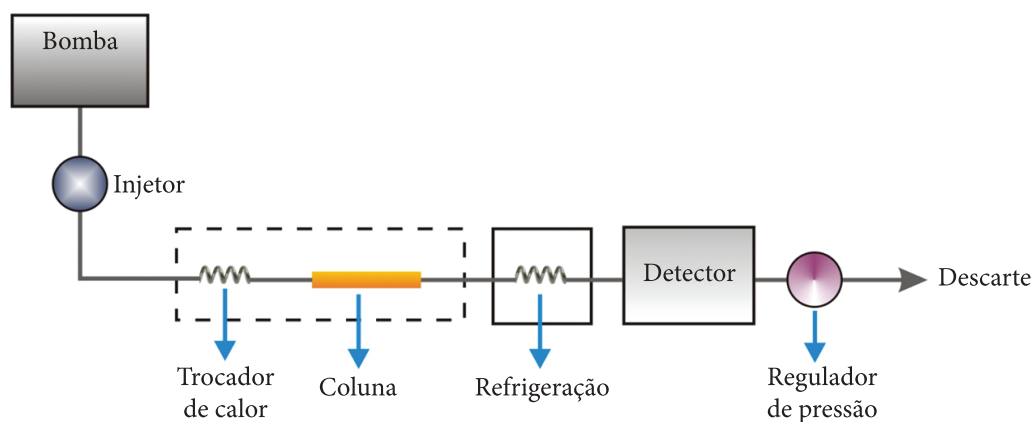 Bomba
Injetor
Detector
Descarte
Trocador
de calor
Coluna
Refrigeração
Regulador
de pressão